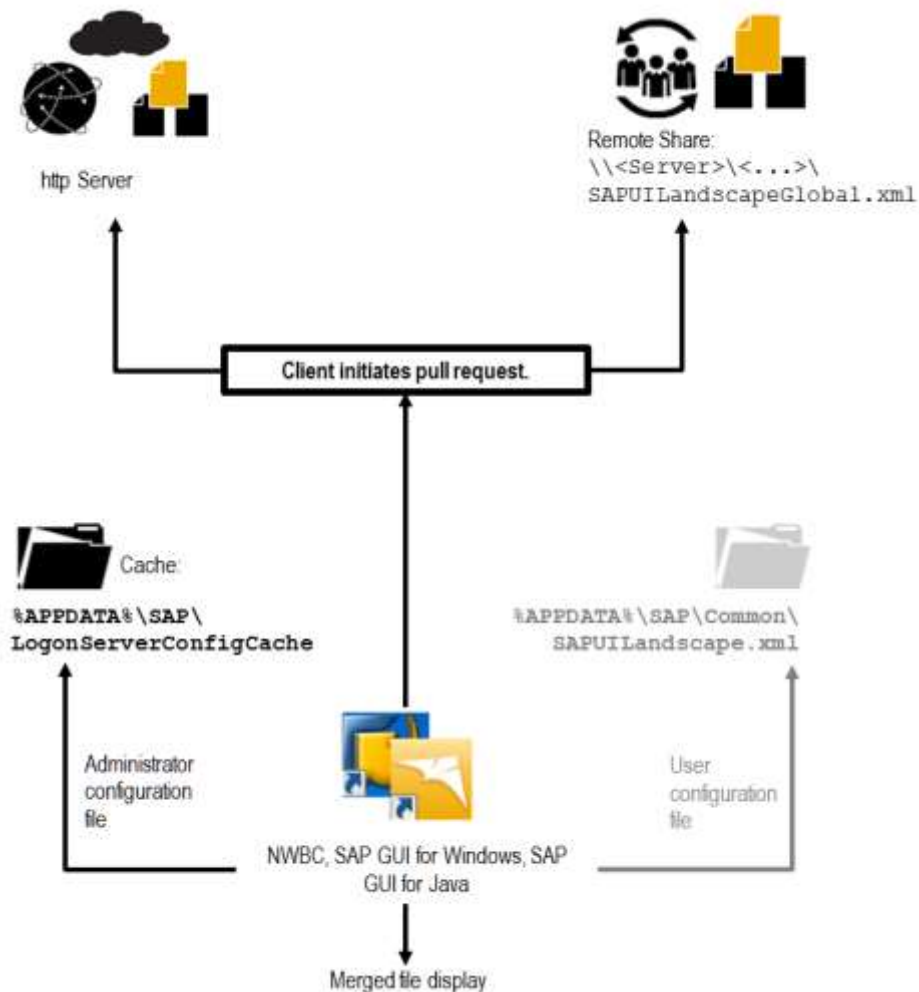 http Server
Remote Share:
\\<Server>\<...>\
SAPUILandscapeGlobal.xml
Client initiates pull request.
Cache:
%APPDATA%\SAP\
LogonServerConfigCache
%APPDATA%\SAP\Common\
SAPUILandscape.xml
Administrator
configuration
file
User
configuration
file
NWBC, SAP GUI for Windows, SAP
GUI for Java
Merged file display